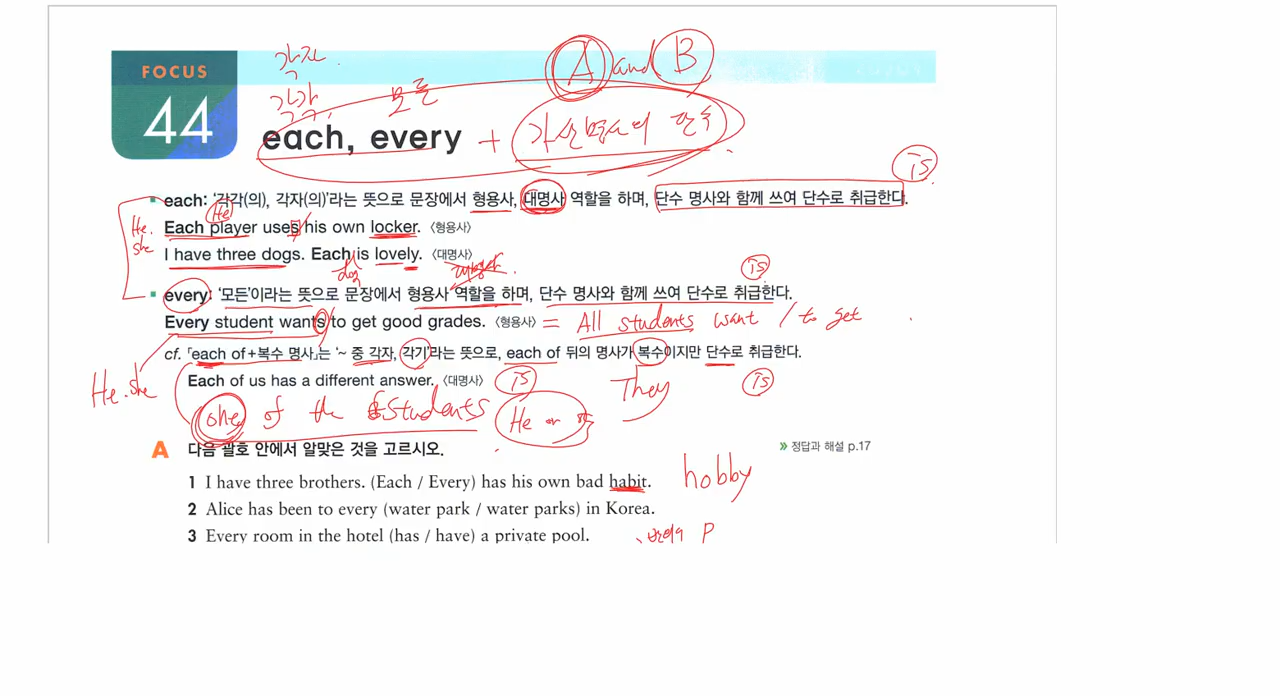 각자
A and B
FOCUS
각각 모든
44
each, every + 가산명사의 단수
is
each: '각각(의), 각자(의)'라는 뜻으로 문장에서 형용사, 대명사 역할을 하며, 단수 명사와 함께 쓰여 단수로 취급한다.
He
He.
Each player uses his own locker. 〈형용사〉
she
I have three dogs. Each is lovely. 〈대명사〉
dog
is
every: '모든'이라는 뜻으로 문장에서 형용사 역할을 하며, 단수 명사와 함께 쓰여 단수로 취급한다.
Every student wants to get good grades. 〈형용사〉 = All students want / to get
cf. 「each of+복수 명사」는 '~ 중 각자, 각기'라는 뜻으로, each of 뒤의 명사가 복수이지만 단수로 취급한다.
Each of us has a different answer. 〈대명사〉 is They is
He. she
one of the students He or
A 다음 괄호 안에서 알맞은 것을 고르시오.
» 정답과 해설 p.17
1 I have three brothers. (Each / Every) has his own bad habit. hobby
2 Alice has been to every (water park / water parks) in Korea.
3 Every room in the hotel (has / have) a private pool. P